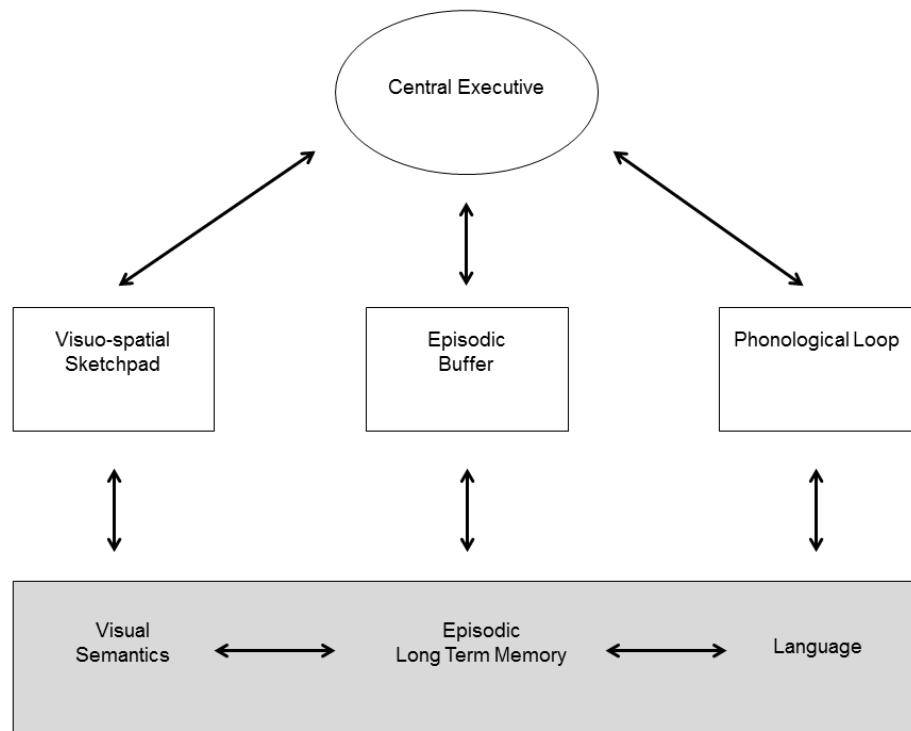 Central Executive
Visuo-spatial
Sketchpad
Episodic
Buffer
Phonological Loop
Visual
Semantics
Episodic
Long Term Memory
Language